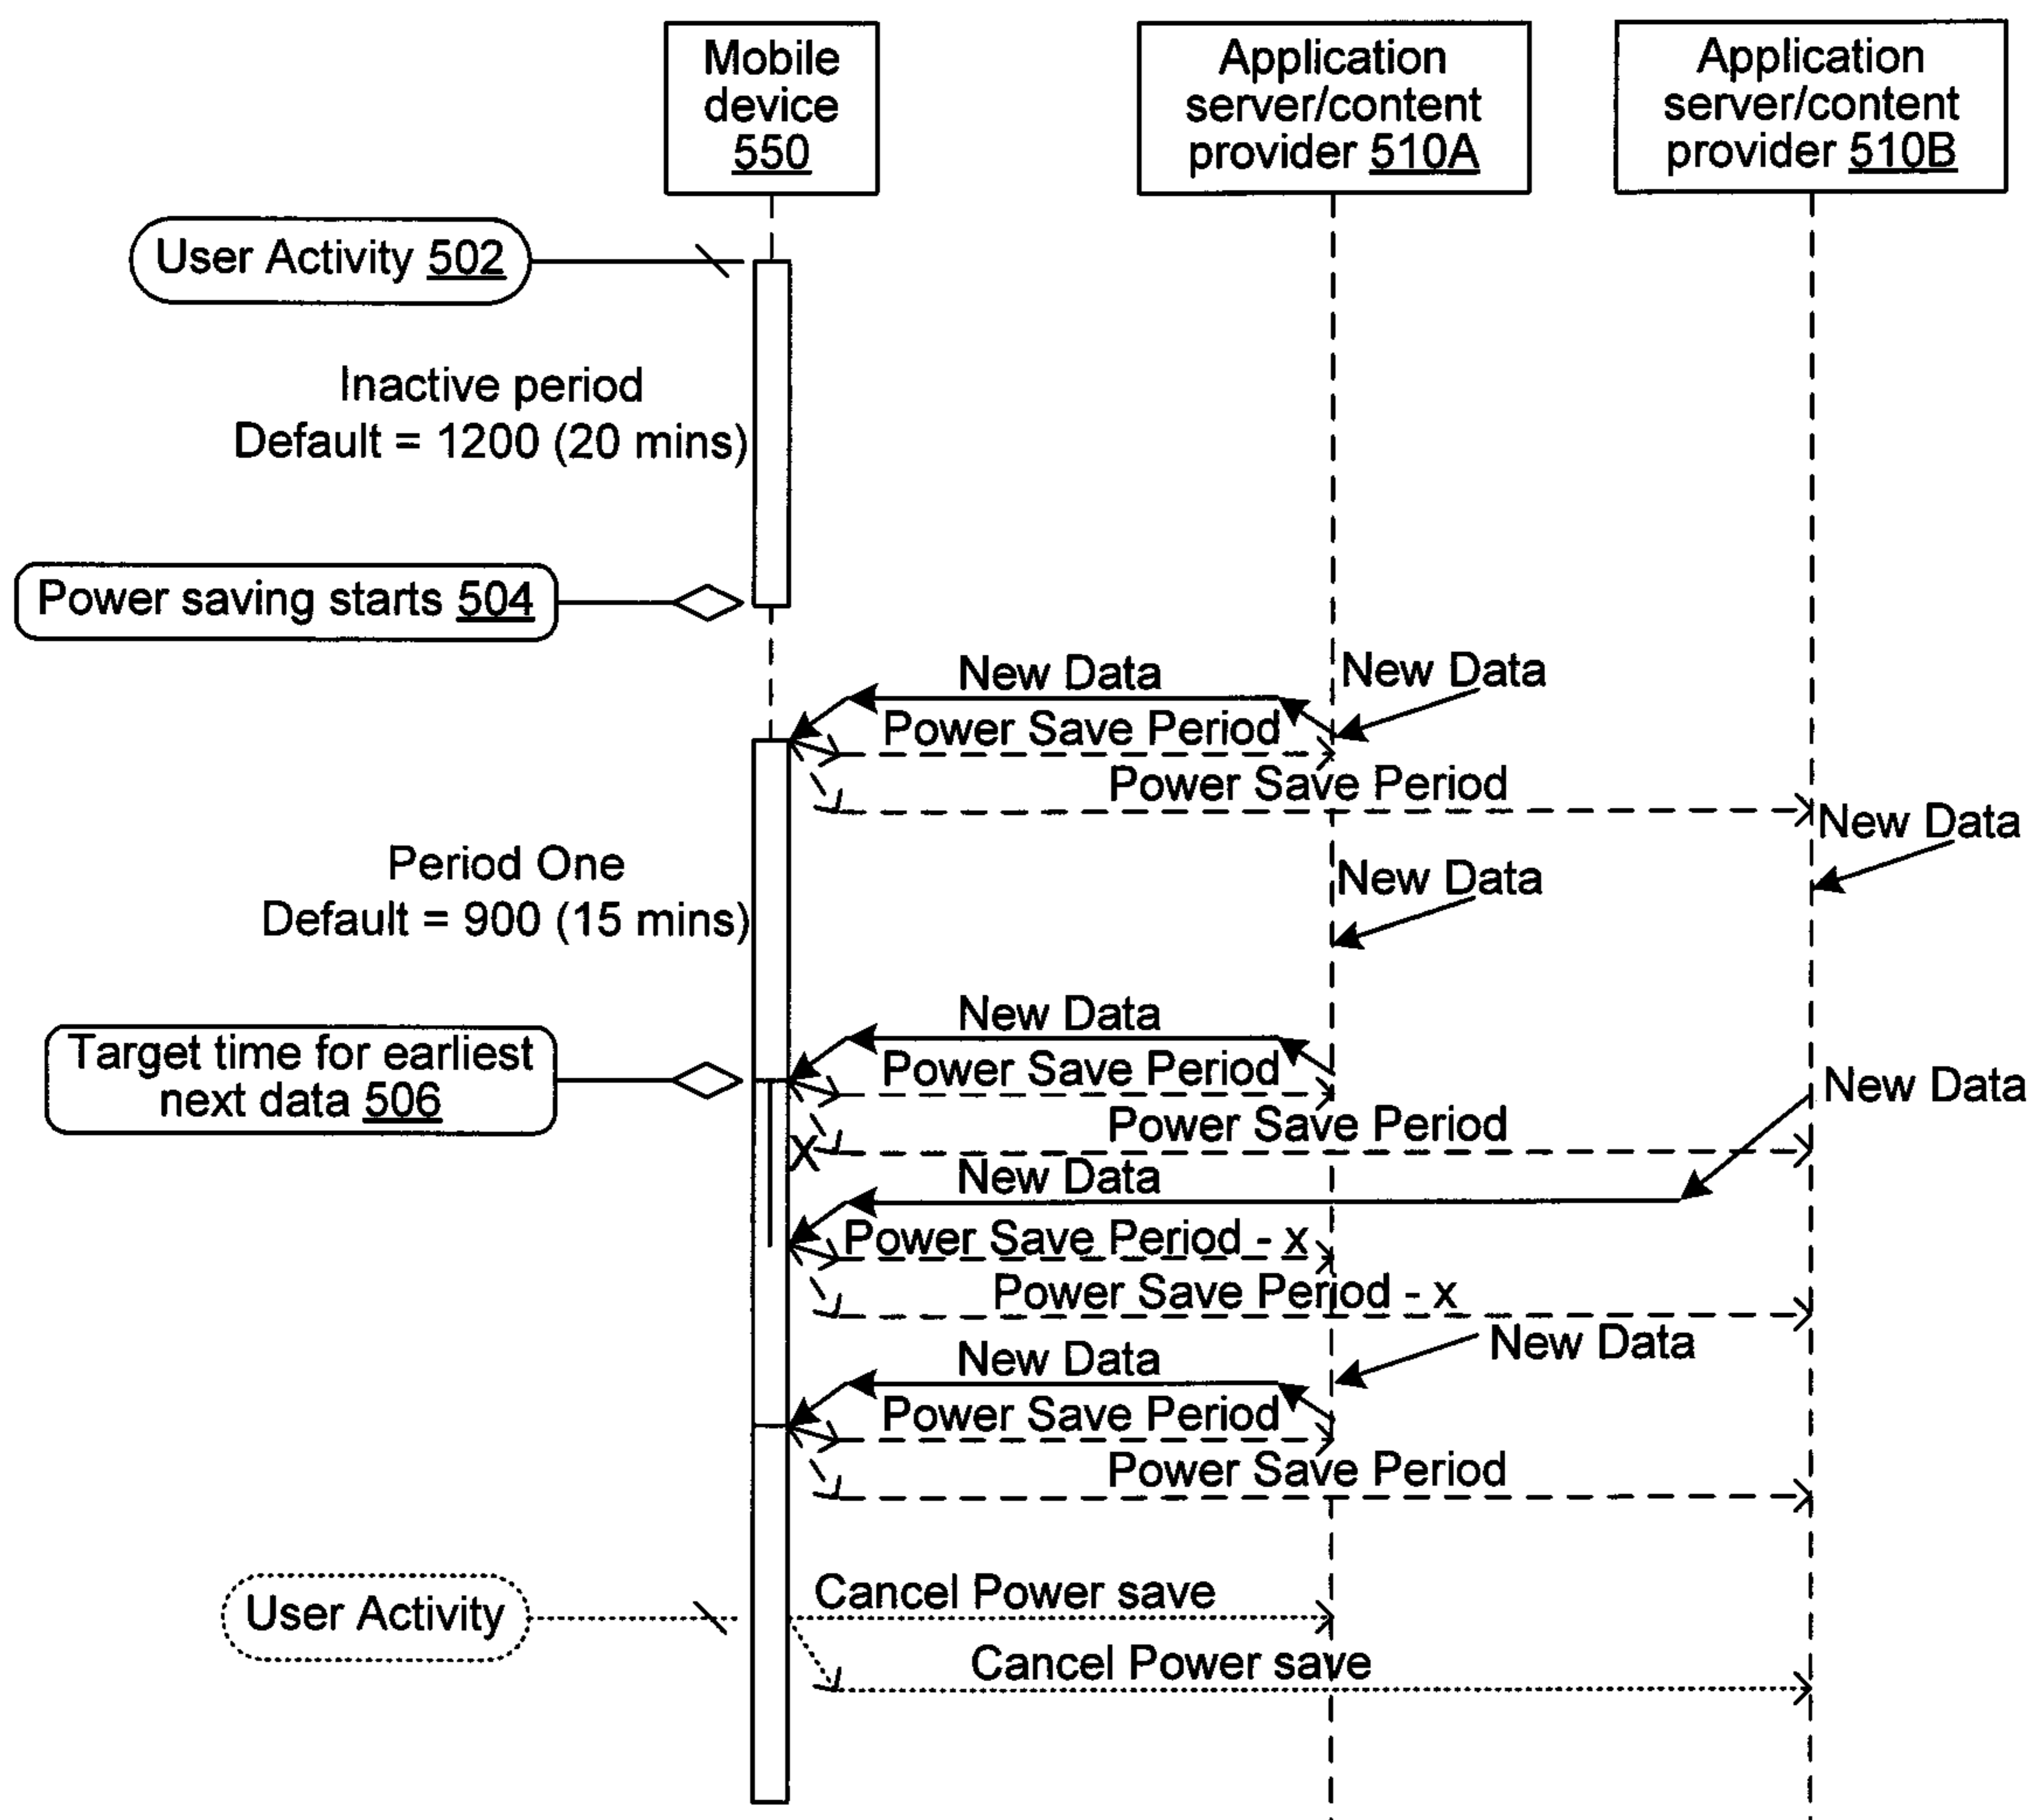 Mobile
device
550
Application
server/content
provider 510A
Application
server/content
provider 510B
User Activity 502
Inactive period
Default = 1200 (20 mins)
Power saving starts 504
New Data
New Data
Power Save Period
Power Save Period
New Data
Period One
Default = 900 (15 mins)
New Data
New Data
Target time for earliest
next data 506
Power Save Period
New Data
Power Save Period
X
New Data
Power Save Period - x
Power Save Period - x
New Data
New Data
Power Save Period
Power Save Period
User Activity
Cancel Power save
Cancel Power save